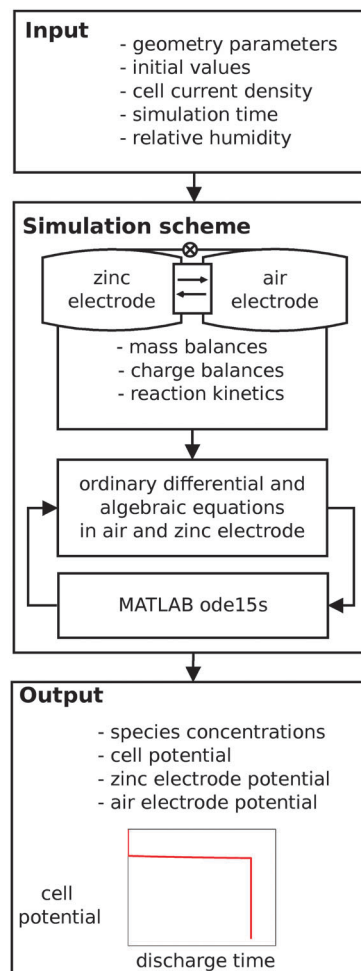 Input
- geometry parameters
- initial values
- cell current density
- simulation time
- relative humidity
Simulation scheme
zinc
electrode
air
electrode
- mass balances
- charge balances
- reaction kinetics
ordinary differential and
algebraic equations
in air and zinc electrode
MATLAB ode15s
Output
- species concentrations
- cell potential
- zinc electrode potential
- air electrode potential
cell
potential
discharge time